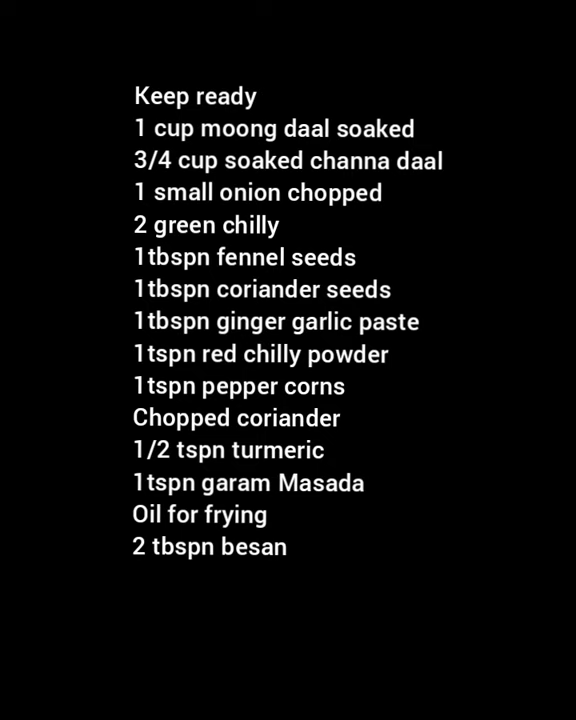 Keep ready
1 cup moong daal soaked
3/4 cup soaked channa daal
1 small onion chopped
2 green chilly
1tbspn fennel seeds
1tbspn coriander seeds
1tbspn ginger garlic paste
1tspn red chilly powder
1tspn pepper corns
Chopped coriander
1/2 tspn turmeric
1tspn garam Masada
Oil for frying
2 tbspn besan